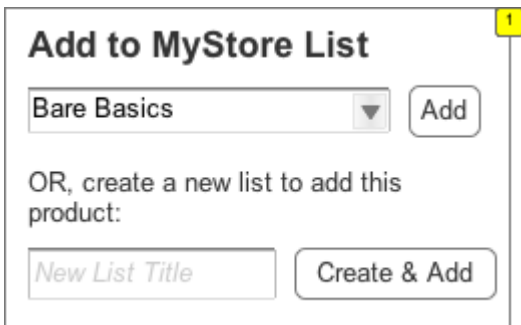 1
Add to MyStore List
Bare Basics
Add
OR, create a new list to add this
product:
New List Title
Create & Add